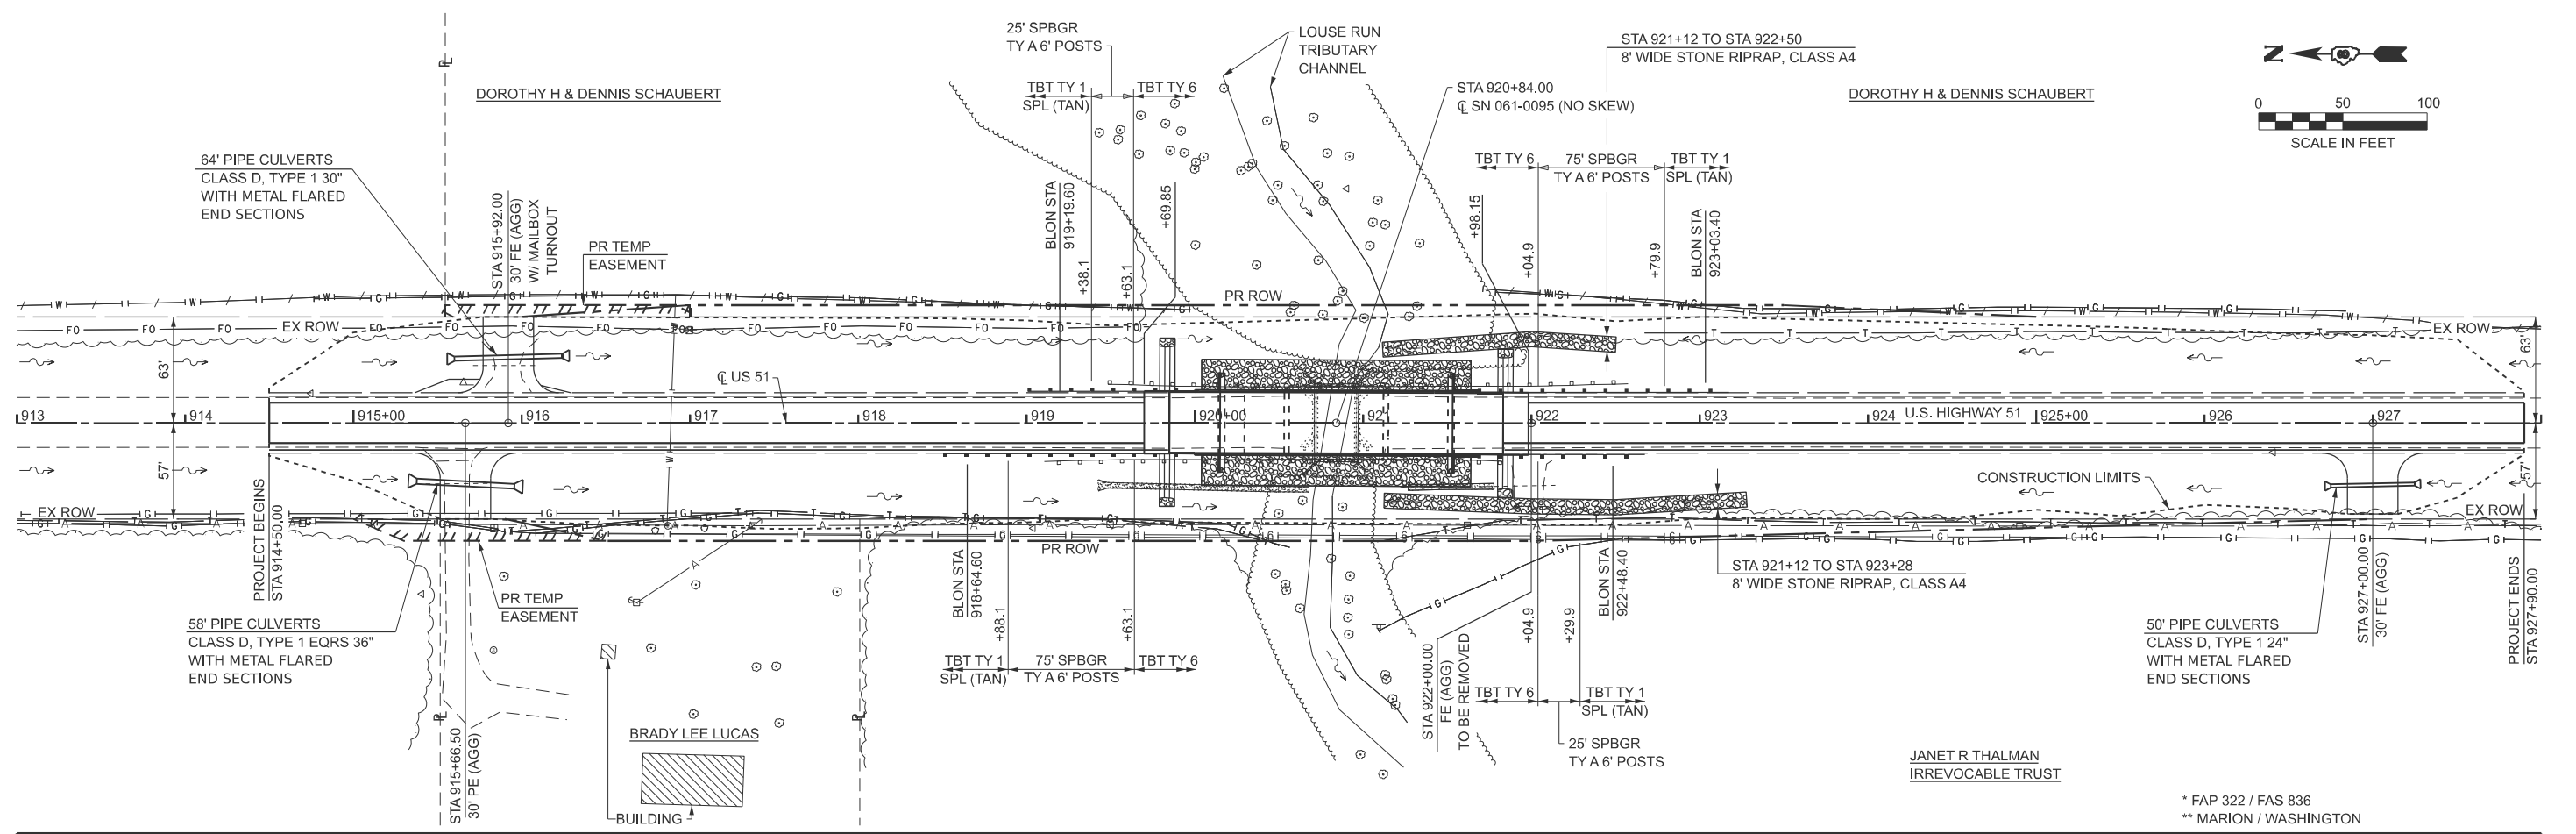 25' SPBGR
TY A 6' POSTS
LOUSE RUN
TRIBUTARY
CHANNEL
STA 921+12 TO STA 922+50
8' WIDE STONE RIPRAP, CLASS A4
N
DOROTHY H & DENNIS SCHAUBERT
TBT TY 1
SPL (TAN)
TBT TY 6
STA 920+84.00
℄ SN 061-0095 (NO SKEW)
DOROTHY H & DENNIS SCHAUBERT
0 50 100
SCALE IN FEET
64' PIPE CULVERTS
CLASS D, TYPE 1 30"
WITH METAL FLARED
END SECTIONS
STA 915+92.00
30' FE (AGG)
W/ MAILBOX
TURNOUT
PR TEMP
EASEMENT
BLON STA
919+19.60
+38.1
+63.1
+69.85
TBT TY 6
75' SPBGR
TY A 6' POSTS
TBT TY 1
SPL (TAN)
+98.15
+04.9
+79.9
BLON STA
923+03.40
PR ROW
EX ROW
FO FO FO FO FO FO FO FO FO FO FO FO FO
EX ROW
63'
63'
℄ US 51
913 914 915+00 916 917 918 919 920+00 921 922 923 924 925+00 926 927
U.S. HIGHWAY 51
57'
57'
CONSTRUCTION LIMITS
EX ROW
EX ROW
PROJECT BEGINS
STA 914+50.00
PR ROW
PR TEMP
EASEMENT
BLON STA
918+64.60
+88.1
+63.1
+04.9
+29.9
BLON STA
922+48.40
STA 921+12 TO STA 923+28
8' WIDE STONE RIPRAP, CLASS A4
STA 927+00.00
30' FE (AGG)
PROJECT ENDS
STA 927+90.00
58' PIPE CULVERTS
CLASS D, TYPE 1 EQRS 36"
WITH METAL FLARED
END SECTIONS
50' PIPE CULVERTS
CLASS D, TYPE 1 24"
WITH METAL FLARED
END SECTIONS
TBT TY 1
SPL (TAN)
75' SPBGR
TY A 6' POSTS
TBT TY 6
STA 922+00.00
FE (AGG)
TO BE REMOVED
TBT TY 6
TBT TY 1
SPL (TAN)
25' SPBGR
TY A 6' POSTS
STA 915+66.50
30' PE (AGG)
BRADY LEE LUCAS
BUILDING
JANET R THALMAN
IRREVOCABLE TRUST
* FAP 322 / FAS 836
** MARION / WASHINGTON